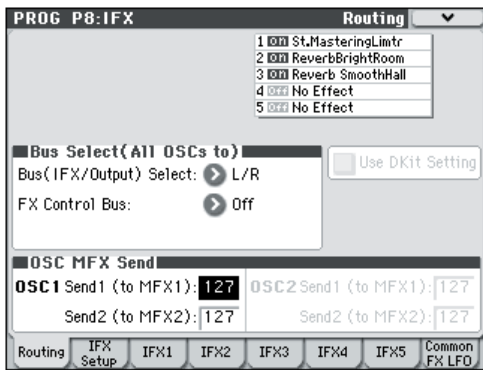 PROG P8:IFX Routing
1 On St.MasteringLimtr
2 On ReverbBrightRoom
3 On Reverb SmoothHall
4 Off No Effect
5 Off No Effect
Bus Select(All OSCs to)
Use DKit Setting
Bus(IFX/Output) Select: L/R
FX Control Bus: Off
OSC MFX Send
OSC1 Send1 (to MFX1): 127 OSC2 Send1 (to MFX1): 127
Send2 (to MFX2): 127 Send2 (to MFX2): 127
Routing IFX Setup IFX1 IFX2 IFX3 IFX4 IFX5 Common FX LFO